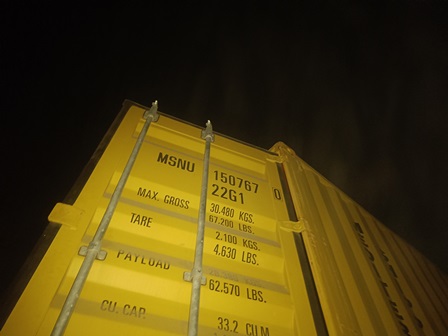 MSNU 150767 0
22G1
MAX. GROSS 30.480 KGS.
67.200 LBS.
TARE 2.100 KGS.
4.630 LBS.
PAYLOAD
62.570 LBS.
CU. CAP. 33.2 CU.M.